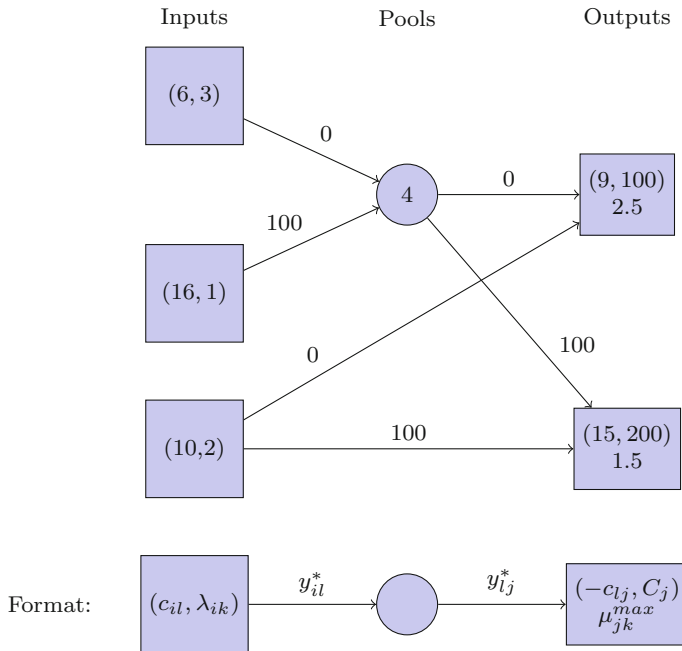 Inputs Pools Outputs
(6, 3)
0
(9, 100)
2.5
4
0
100
(16, 1)
0
100
(10,2)
100
(15, 200)
1.5
Format:
(c_{il}, λ_{ik})
y^*_{il}
y^*_{lj}
(−c_{lj}, C_j)
μ^{max}_{jk}